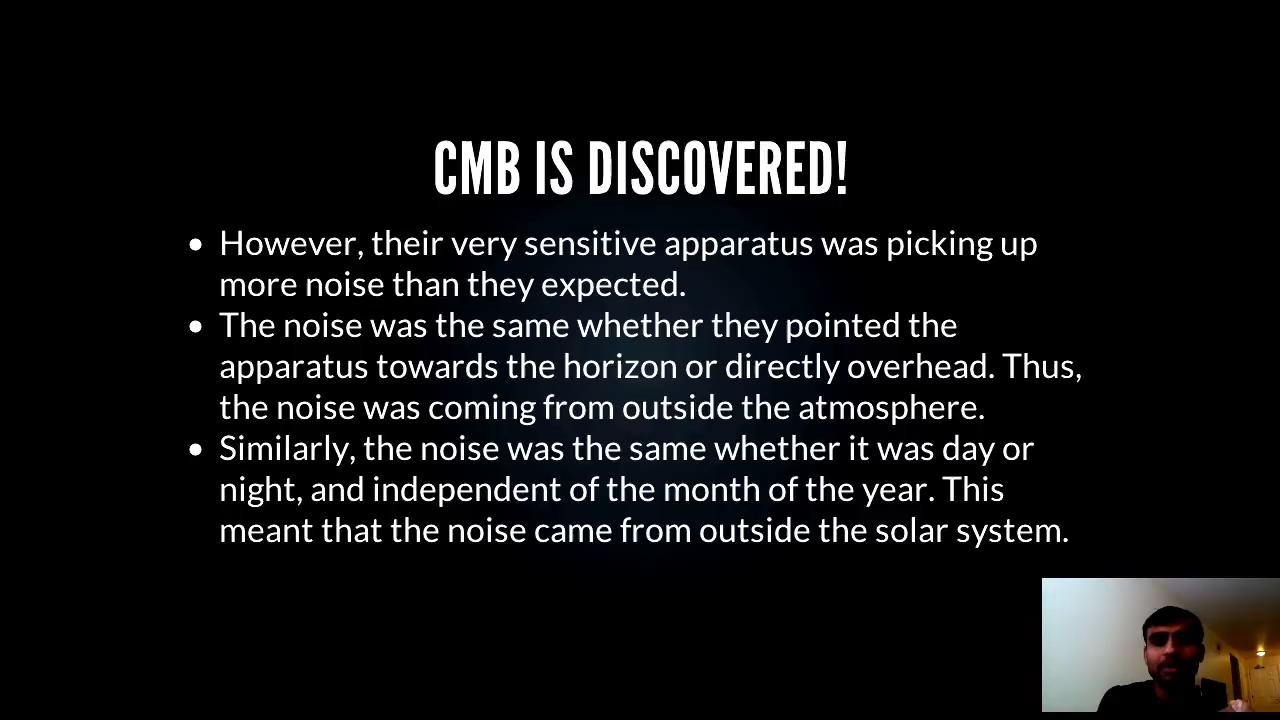 CMB IS DISCOVERED!
• However, their very sensitive apparatus was picking up
more noise than they expected.
• The noise was the same whether they pointed the
apparatus towards the horizon or directly overhead. Thus,
the noise was coming from outside the atmosphere.
• Similarly, the noise was the same whether it was day or
night, and independent of the month of the year. This
meant that the noise came from outside the solar system.